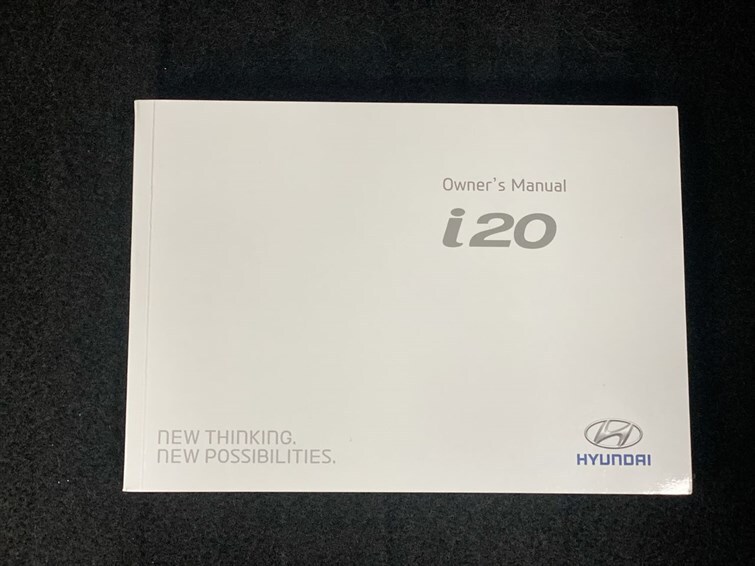 Owner's Manual
i20
NEW THINKING.
NEW POSSIBILITIES.
HYUNDAI